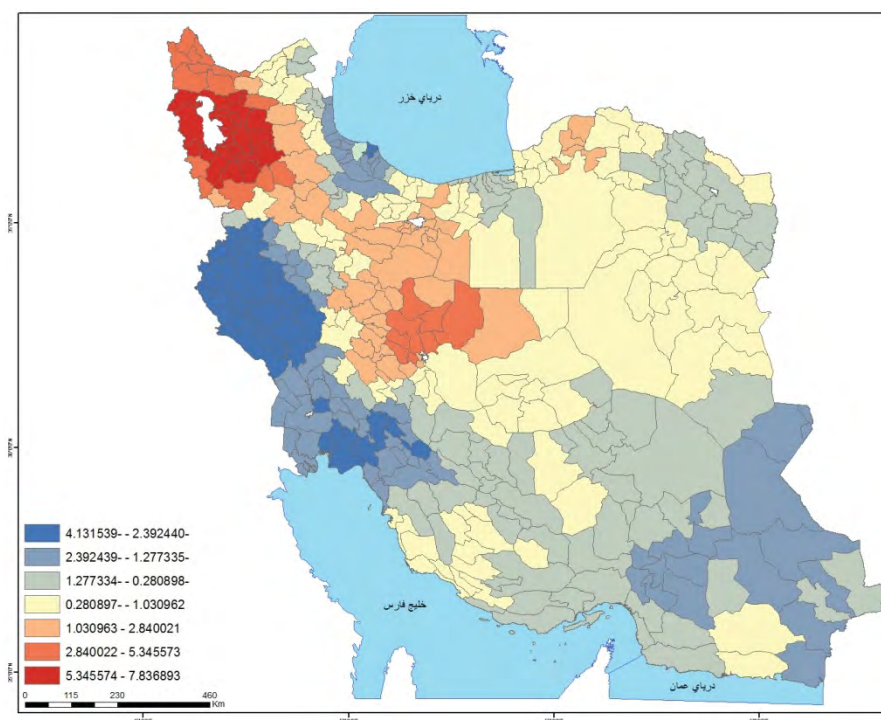 درياي خزر
خليج فارس
درياي عمان
4.131539- - 2.392440-
2.392439- - 1.277335-
1.277334- - 0.280898-
0.280897- - 1.030962
1.030963 - 2.840021
2.840022 - 5.345573
5.345574 - 7.836893
0 115 230 460
Km